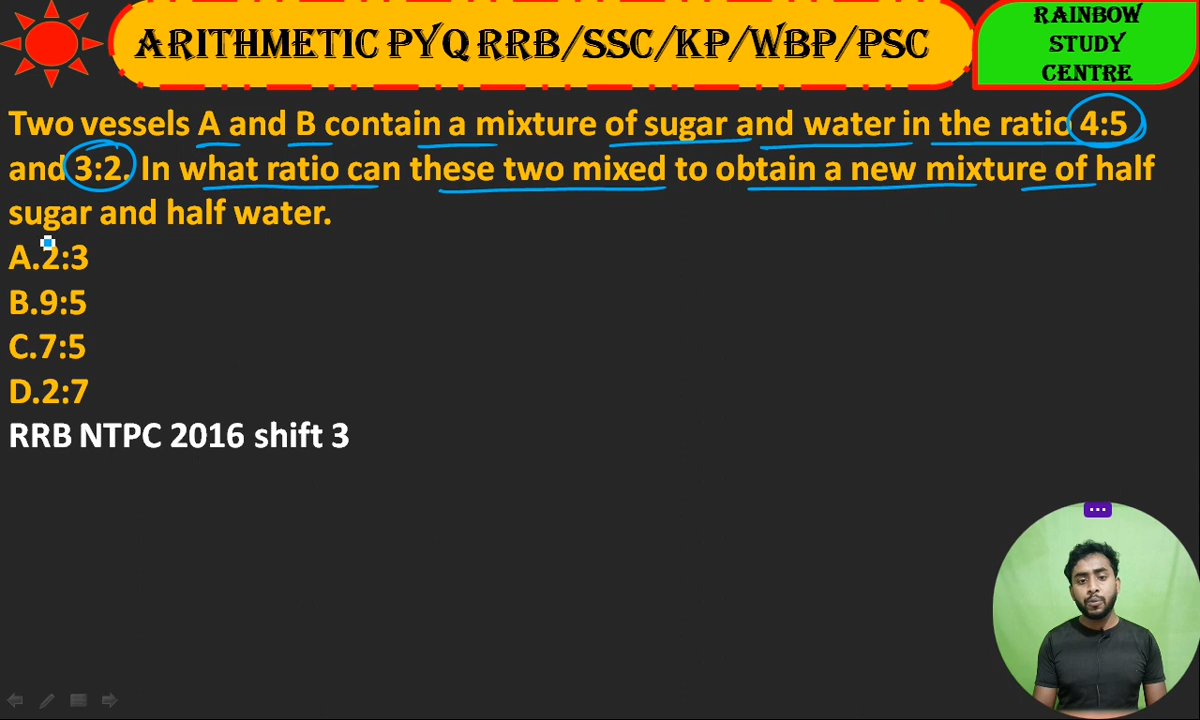 ARITHMETIC PYQ RRB/SSC/KP/WBP/PSC
RAINBOW
STUDY
CENTRE
Two vessels A and B contain a mixture of sugar and water in the ratio 4:5
and 3:2. In what ratio can these two mixed to obtain a new mixture of half
sugar and half water.
A.2:3
B.9:5
C.7:5
D.2:7
RRB NTPC 2016 shift 3